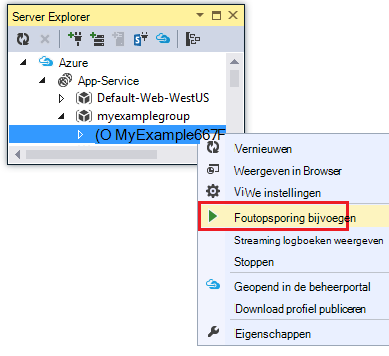 Server Explorer
Azure
App-Service
Default-Web-WestUS
myexamplegroup
(O MyExample667F
Vernieuwen
Weergeven in Browser
ViWe instellingen
Foutopsporing bijvoegen
Streaming logboeken weergeven
Stoppen
Geopend in de beheerportal
Download profiel publiceren
Eigenschappen